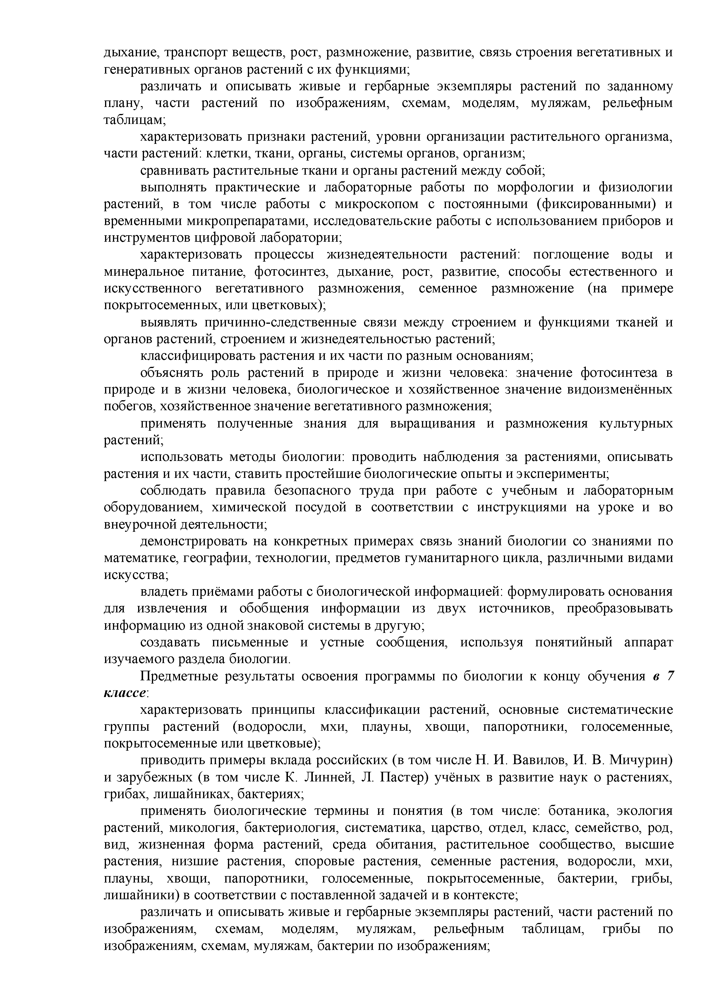 дыхание, транспорт веществ, рост, размножение, развитие, связь строения вегетативных и
генеративных органов растений с их функциями;
различать и описывать живые и гербарные экземпляры растений по заданному
плану, части растений по изображениям, схемам, моделям, муляжам, рельефным
таблицам;
характеризовать признаки растений, уровни организации растительного организма,
части растений: клетки, ткани, органы, системы органов, организм;
сравнивать растительные ткани и органы растений между собой;
выполнять практические и лабораторные работы по морфологии и физиологии
растений, в том числе работы с микроскопом с постоянными (фиксированными) и
временными микропрепаратами, исследовательские работы с использованием приборов и
инструментов цифровой лаборатории;
характеризовать процессы жизнедеятельности растений: поглощение воды и
минеральное питание, фотосинтез, дыхание, рост, развитие, способы естественного и
искусственного вегетативного размножения, семенное размножение (на примере
покрытосеменных, или цветковых);
выявлять причинно-следственные связи между строением и функциями тканей и
органов растений, строением и жизнедеятельностью растений;
классифицировать растения и их части по разным основаниям;
объяснять роль растений в природе и жизни человека: значение фотосинтеза в
природе и в жизни человека, биологическое и хозяйственное значение видоизменённых
побегов, хозяйственное значение вегетативного размножения;
применять полученные знания для выращивания и размножения культурных
растений;
использовать методы биологии: проводить наблюдения за растениями, описывать
растения и их части, ставить простейшие биологические опыты и эксперименты;
соблюдать правила безопасного труда при работе с учебным и лабораторным
оборудованием, химической посудой в соответствии с инструкциями на уроке и во
внеурочной деятельности;
демонстрировать на конкретных примерах связь знаний биологии со знаниями по
математике, географии, технологии, предметов гуманитарного цикла, различными видами
искусства;
владеть приёмами работы с биологической информацией: формулировать основания
для извлечения и обобщения информации из двух источников, преобразовывать
информацию из одной знаковой системы в другую;
создавать письменные и устные сообщения, используя понятийный аппарат
изучаемого раздела биологии.
Предметные результаты освоения программы по биологии к концу обучения в 7
классе:
характеризовать принципы классификации растений, основные систематические
группы растений (водоросли, мхи, плауны, хвощи, папоротники, голосеменные,
покрытосеменные или цветковые);
приводить примеры вклада российских (в том числе Н. И. Вавилов, И. В. Мичурин)
и зарубежных (в том числе К. Линней, Л. Пастер) учёных в развитие наук о растениях,
грибах, лишайниках, бактериях;
применять биологические термины и понятия (в том числе: ботаника, экология
растений, микология, бактериология, систематика, царство, отдел, класс, семейство, род,
вид, жизненная форма растений, среда обитания, растительное сообщество, высшие
растения, низшие растения, споровые растения, семенные растения, водоросли, мхи,
плауны, хвощи, папоротники, голосеменные, покрытосеменные, бактерии, грибы,
лишайники) в соответствии с поставленной задачей и в контексте;
различать и описывать живые и гербарные экземпляры растений, части растений по
изображениям, схемам, моделям, муляжам, рельефным таблицам, грибы по
изображениям, схемам, муляжам, бактерии по изображениям;